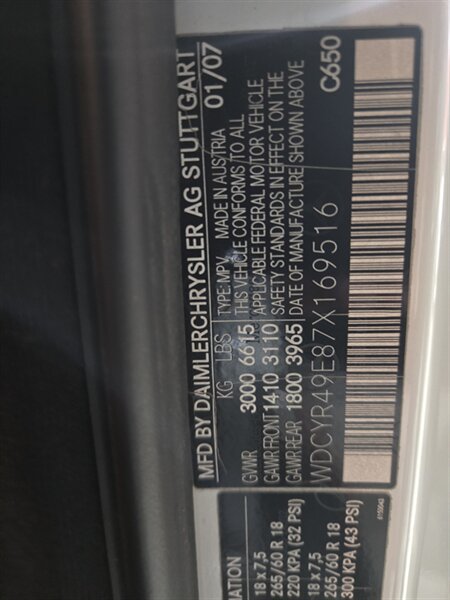 MFD BY DAIMLERCHRYSLER AG STUTTGART
KG LBS TYPE: MPV MADE IN AUSTRIA 01/07
GVWR 3000 6615 THIS VEHICLE CONFORMS TO ALL
GAWR FRONT 1410 3110 APPLICABLE FEDERAL MOTOR VEHICLE
SAFETY STANDARDS IN EFFECT ON THE
GAWR REAR 1800 3965 DATE OF MANUFACTURE SHOWN ABOVE
WDCYR49E87X169516 C650
NATION
18 x 7,5
265/60 R 18
220 KPA (32 PSI)
18 x 7,5
265/60 R 18
300 KPA (43 PSI)